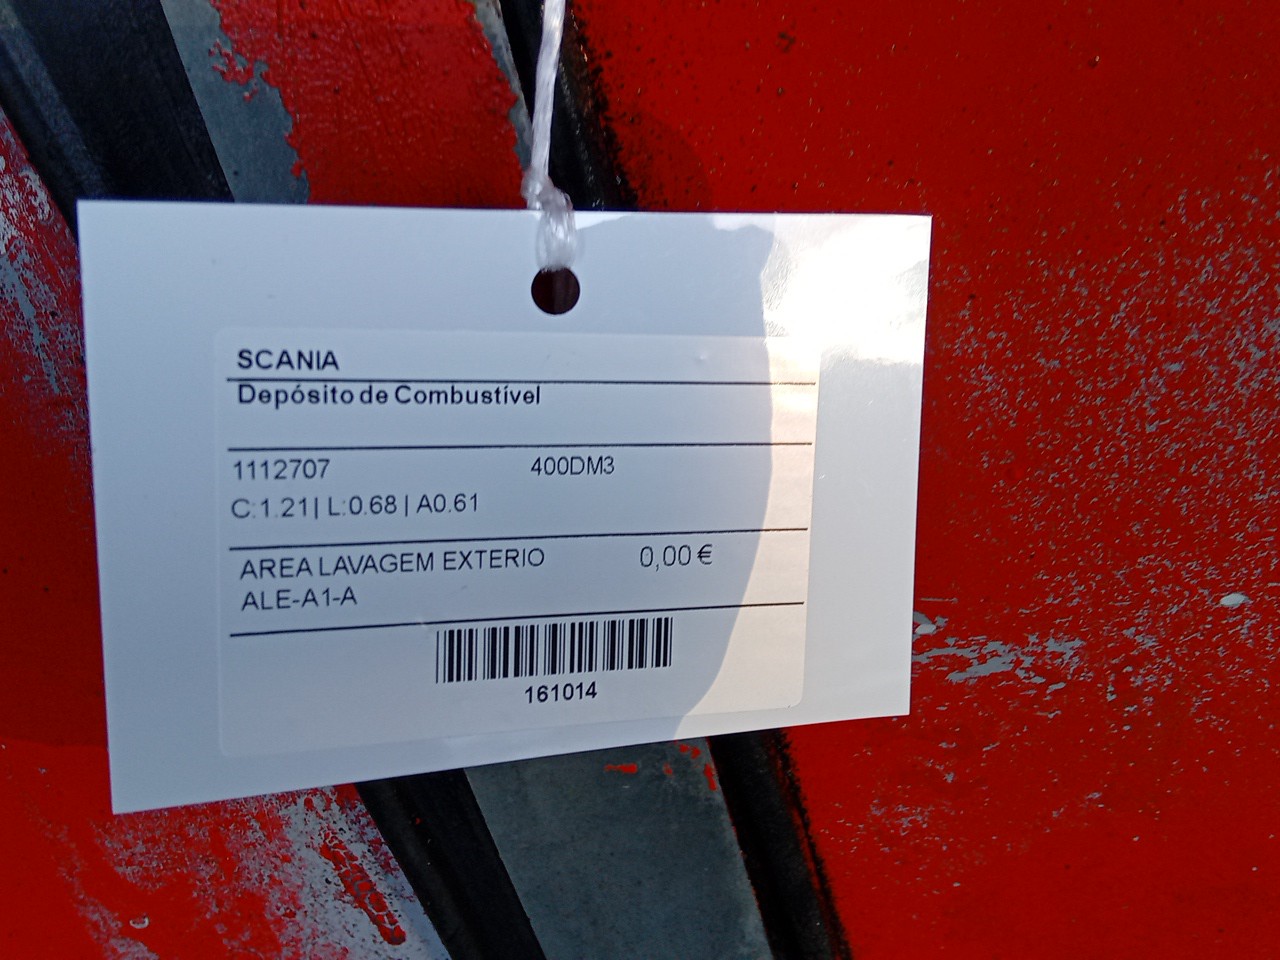 SCANIA
Depósito de Combustível
1112707 400DM3
C:1.21| L:0.68 | A0.61
AREA LAVAGEM EXTERIO 0,00 €
ALE-A1-A
161014